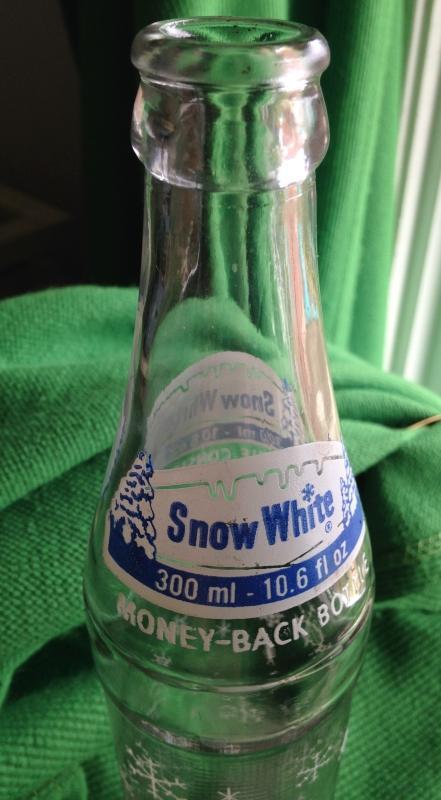 Snow White ®
300 ml - 10.6 fl oz
MONEY-BACK BOTTLE